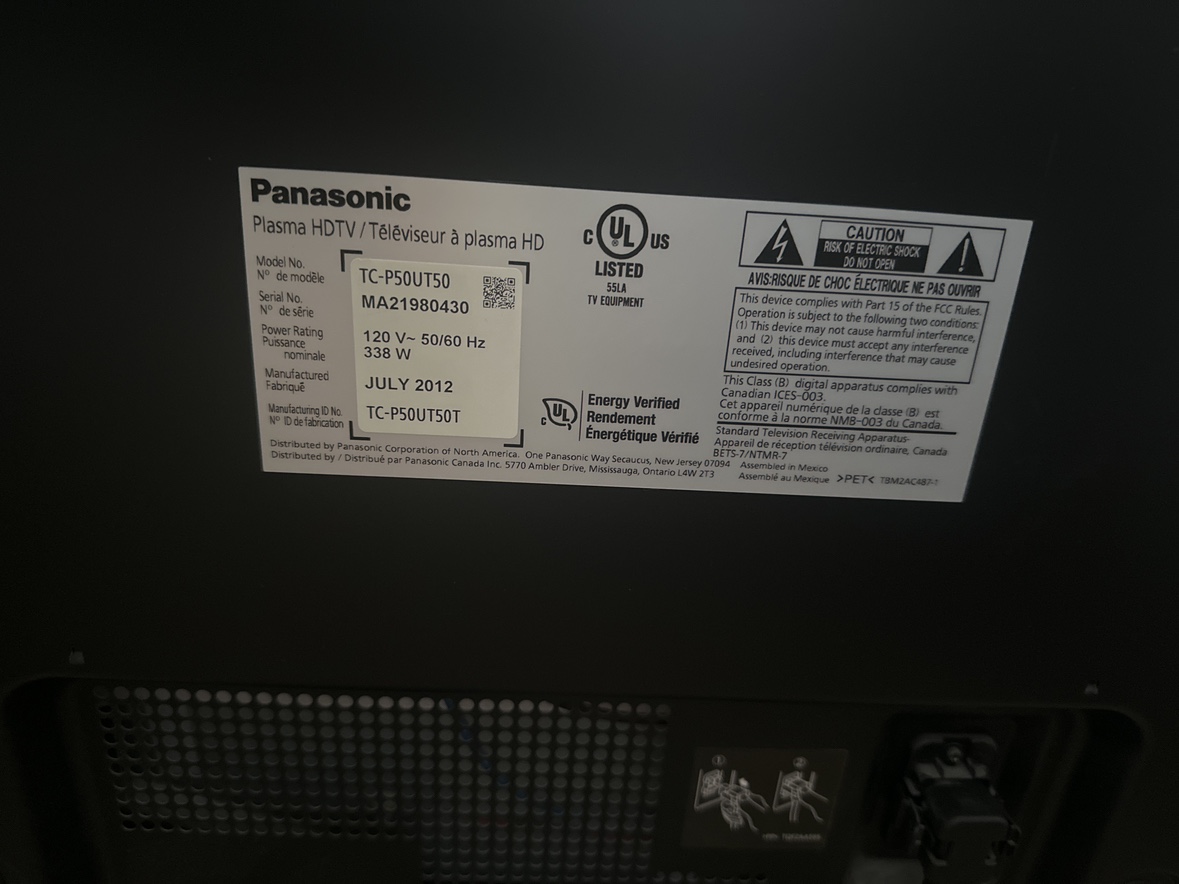 Panasonic
Plasma HDTV / Téléviseur à plasma HD
Model No.
Nº de modèle
TC-P50UT50
Serial No.
Nº de série
MA21980430
Power Rating
Puissance
nominale
120 V~ 50/60 Hz
338 W
Manufactured
Fabriqué
JULY 2012
Manufacturing ID No.
Nº ID de fabrication
TC-P50UT50T
Distributed by Panasonic Corporation of North America. One Panasonic Way Secaucus, New Jersey 07094
Distributed by / Distribué par Panasonic Canada Inc. 5770 Ambler Drive, Mississauga, Ontario L4W 2T3
C UL US
®
LISTED
55LA
TV EQUIPMENT
C UL
Energy Verified
Rendement
Énergétique Vérifié
CAUTION
RISK OF ELECTRIC SHOCK
DO NOT OPEN
AVIS:RISQUE DE CHOC ÉLECTRIQUE NE PAS OUVRIR
This device complies with Part 15 of the FCC Rules.
Operation is subject to the following two conditions:
(1) This device may not cause harmful interference,
and (2) this device must accept any interference
received, including interference that may cause
undesired operation.
This Class (B) digital apparatus complies with
Canadian ICES-003.
Cet appareil numérique de la classe (B) est
conforme à la norme NMB-003 du Canada.
Standard Television Receiving Apparatus-
Appareil de réception télévision ordinaire, Canada
BETS-7/NTMR-7
Assembled in Mexico
Assemblé au Mexique >PET< TBM2AC487-1
1 2